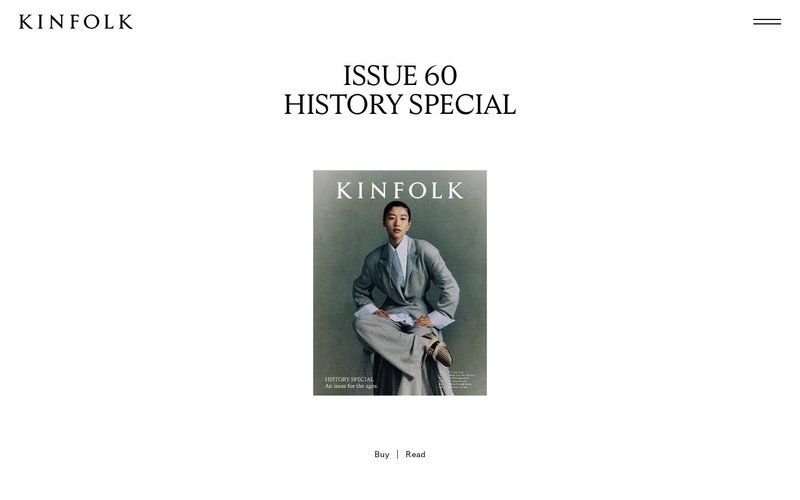 KINFOLK
ISSUE 60
HISTORY SPECIAL
KINFOLK
HISTORY SPECIAL
An issue for the ages.
Buy | Read